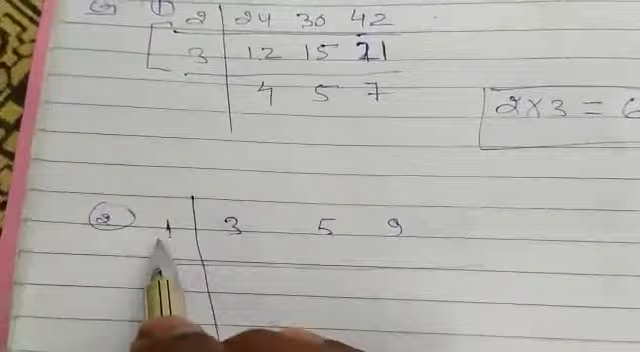 ① 2 | 24 30 42
3 | 12 15 21
4 5 7
2×3 = 6
② 1 | 3 5 9